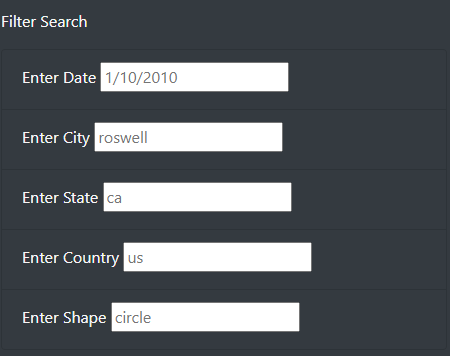 Filter Search
Enter Date 1/10/2010
Enter City roswell
Enter State ca
Enter Country us
Enter Shape circle